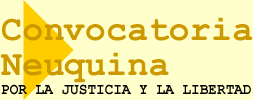 Convocatoria
Neuquina
POR LA JUSTICIA Y LA LIBERTAD